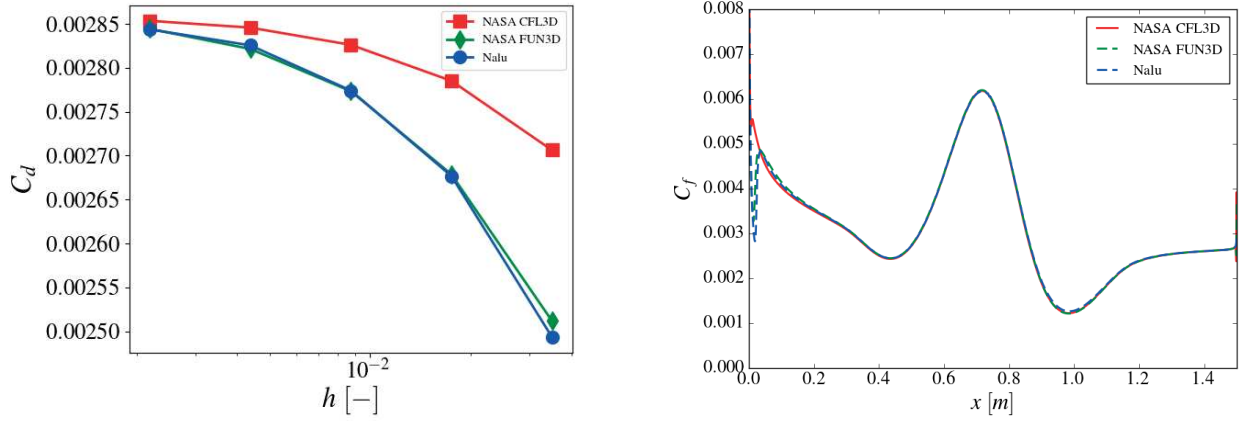 NASA CFL3D
NASA FUN3D
Nalu
0.00285
0.00280
0.00275
0.00270
0.00265
0.00260
0.00255
0.00250
C_d
10^{-2}
h [−]
NASA CFL3D
NASA FUN3D
Nalu
0.008
0.007
0.006
0.005
0.004
0.003
0.002
0.001
0.000
C_f
0.0 0.2 0.4 0.6 0.8 1.0 1.2 1.4
x [m]